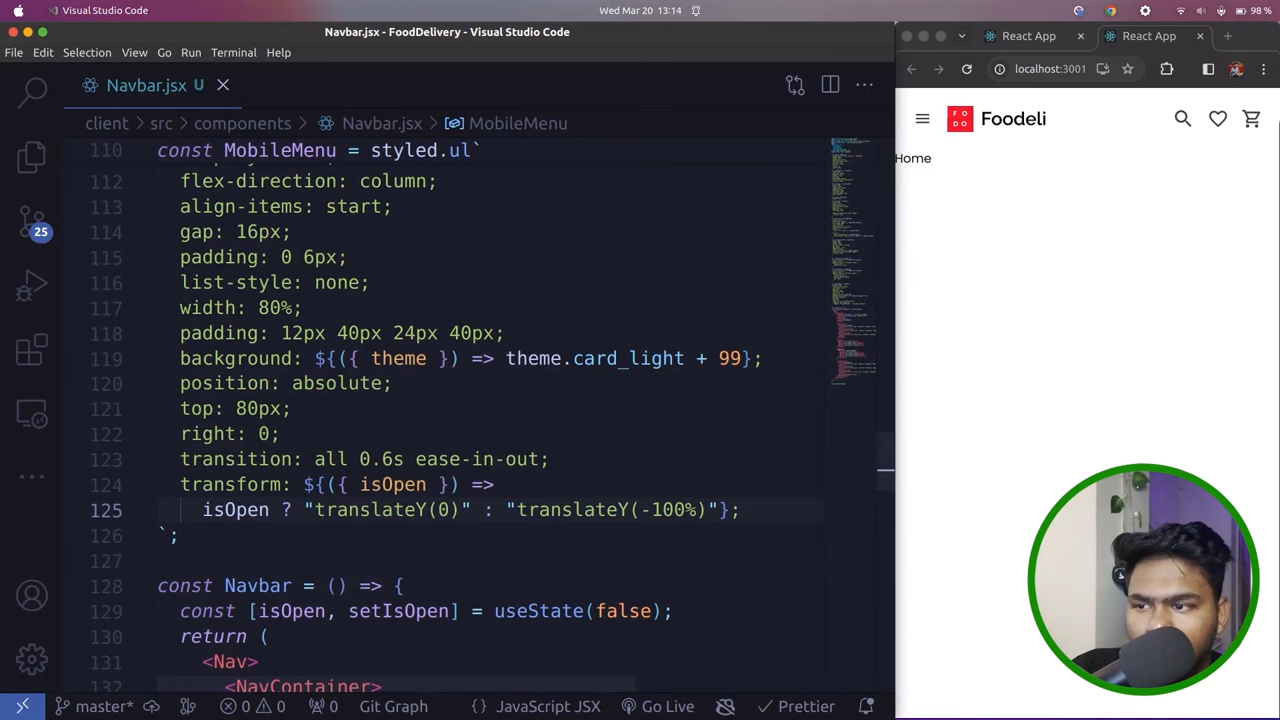 Visual Studio Code
Wed Mar 20 13:14
98 %
Navbar.jsx - FoodDelivery - Visual Studio Code
File Edit Selection View Go Run Terminal Help
Navbar.jsx U
client > src > components > Navbar.jsx > MobileMenu
110 const MobileMenu = styled.ul`
112 flex-direction: column;
113 align-items: start;
114 gap: 16px;
115 padding: 0 6px;
116 list-style: none;
117 width: 80%;
118 padding: 12px 40px 24px 40px;
119 background: ${({ theme }) => theme.card_light + 99};
120 position: absolute;
121 top: 80px;
122 right: 0;
123 transition: all 0.6s ease-in-out;
124 transform: ${({ isOpen }) =>
125 isOpen ? "translateY(0)" : "translateY(-100%)"};
126 `;
127
128 const Navbar = () => {
129 const [isOpen, setIsOpen] = useState(false);
130 return (
131 <Nav>
132 <NavContainer>
25
master* 0 0 0 Git Graph {} JavaScript JSX Go Live Prettier
React App
React App
localhost:3001
FO
DO
Foodeli
Home